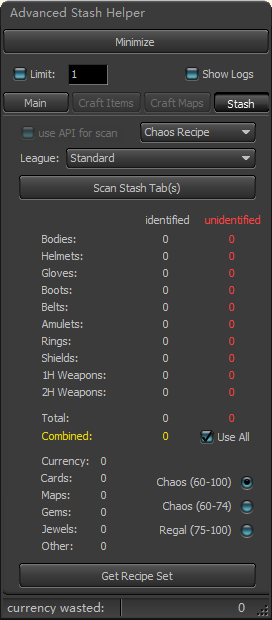 Advanced Stash Helper
Minimize
Limit: 1 Show Logs
Main Craft Items Craft Maps Stash
use API for scan Chaos Recipe
League: Standard
Scan Stash Tab(s)
identified unidentified
Bodies: 0 0
Helmets: 0 0
Gloves: 0 0
Boots: 0 0
Belts: 0 0
Amulets: 0 0
Rings: 0 0
Shields: 0 0
1H Weapons: 0 0
2H Weapons: 0 0
Total: 0 0
Combined: 0 Use All
Currency: 0
Cards: 0 Chaos (60-100)
Maps: 0
Gems: 0 Chaos (60-74)
Jewels: 0 Regal (75-100)
Other: 0
Get Recipe Set
currency wasted: 0